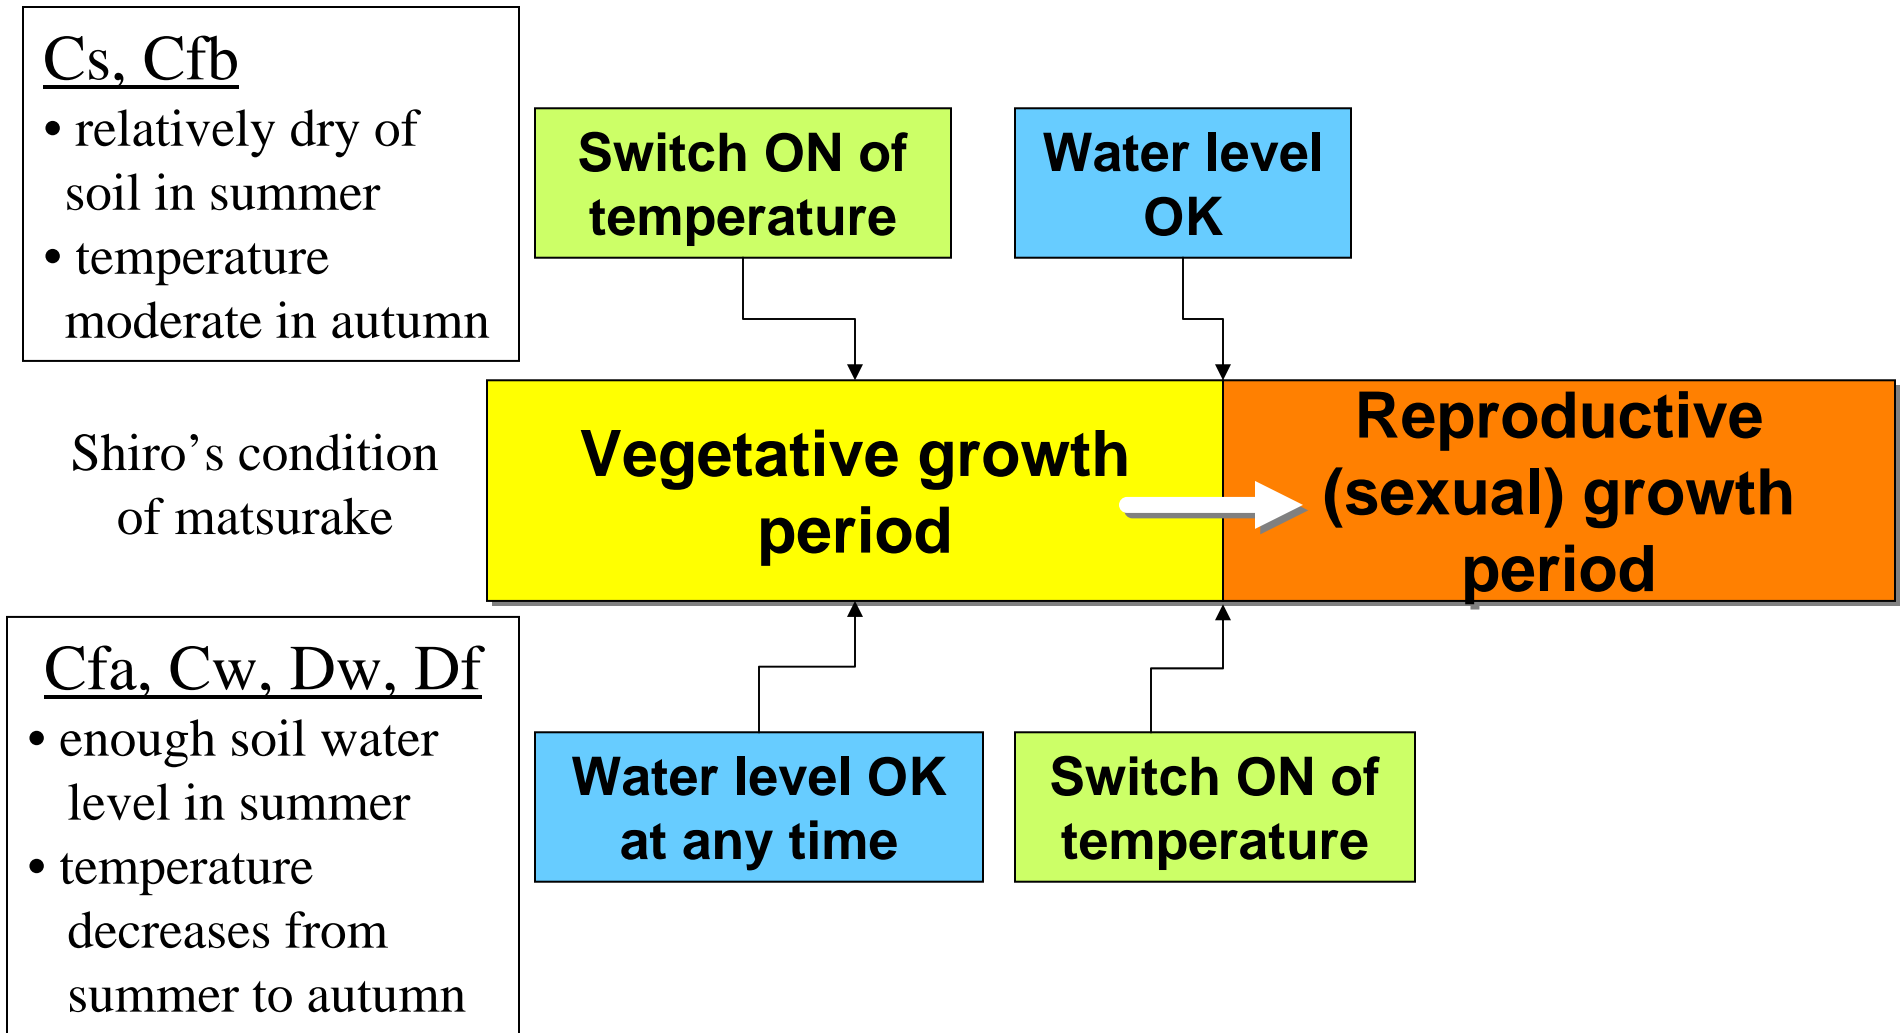 Cs, Cfb
• relatively dry of
soil in summer
• temperature
moderate in autumn
Switch ON of
temperature
Water level
OK
Shiro’s condition
of matsurake
Vegetative growth
period
Reproductive
(sexual) growth
period
Cfa, Cw, Dw, Df
• enough soil water
level in summer
• temperature
decreases from
summer to autumn
Water level OK
at any time
Switch ON of
temperature